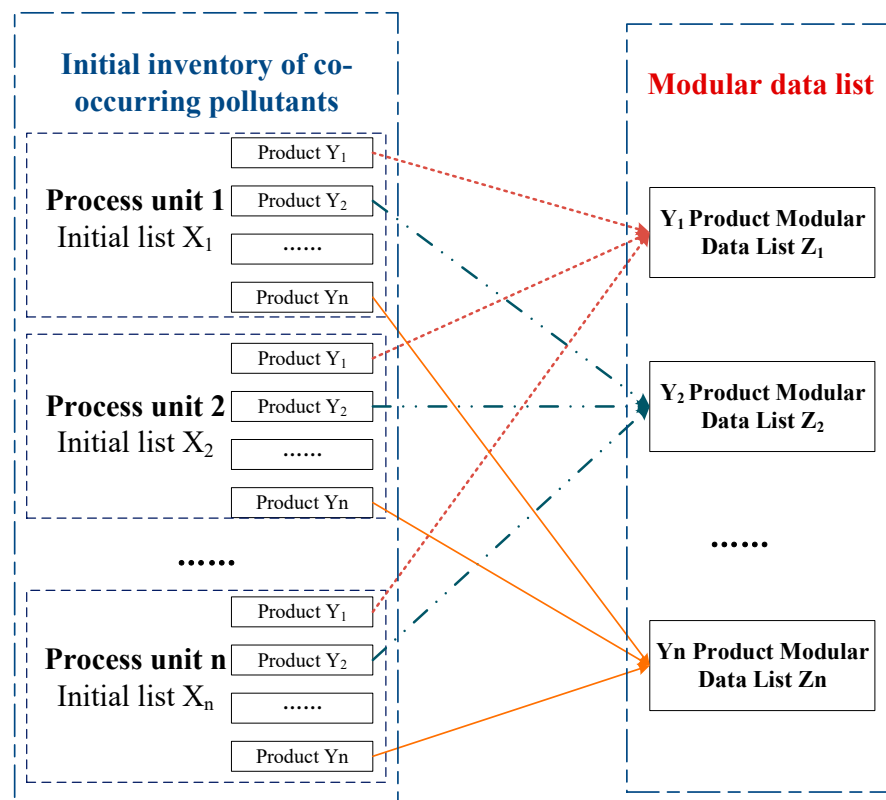 Initial inventory of co-
occurring pollutants
Process unit 1
Initial list X₁
Product Y₁
Product Y₂
......
Product Yn
Process unit 2
Initial list X₂
Product Y₁
Product Y₂
......
Product Yn
......
Process unit n
Initial list Xₙ
Product Y₁
Product Y₂
......
Product Yn
Modular data list
Y₁ Product Modular
Data List Z₁
Y₂ Product Modular
Data List Z₂
......
Yn Product Modular
Data List Zn